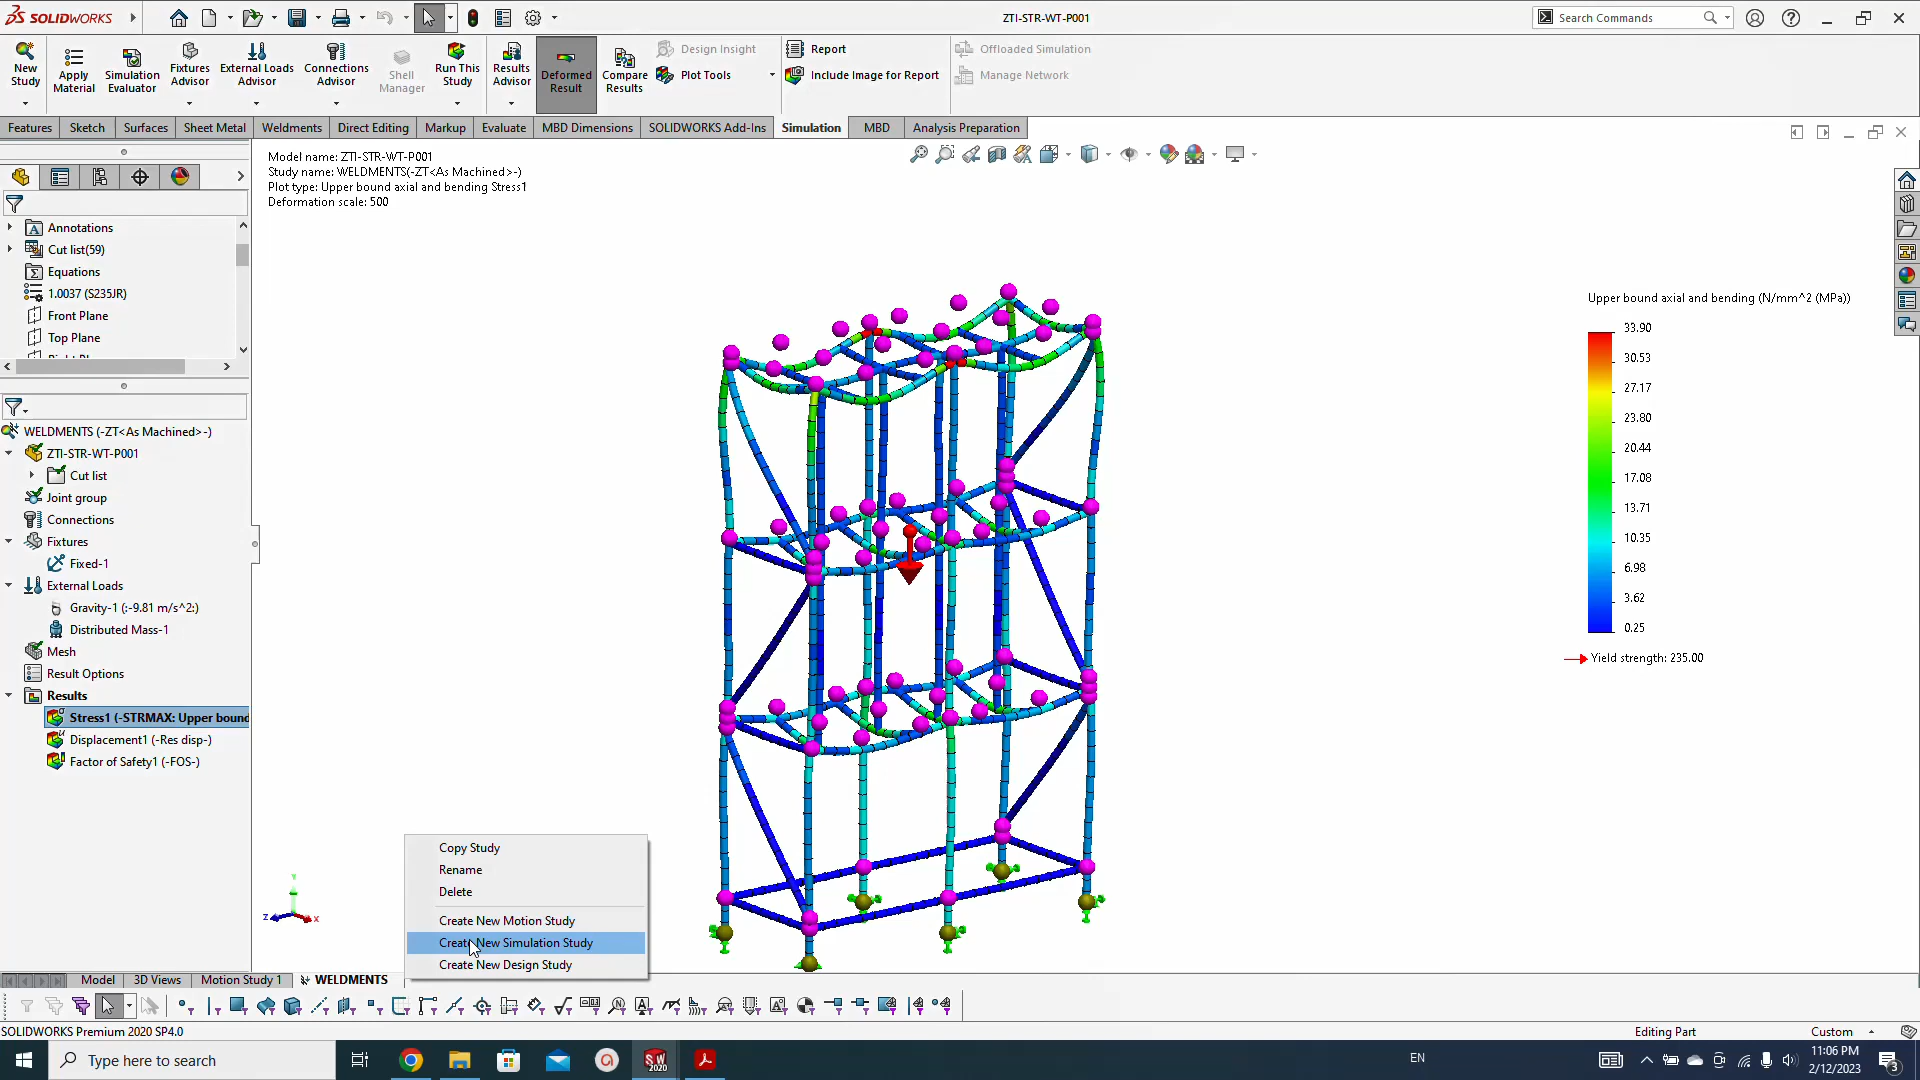 SOLIDWORKS
ZTI-STR-WT-P001
Search Commands
New Study
Apply Material
Simulation Evaluator
Fixtures Advisor
External Loads Advisor
Connections Advisor
Shell Manager
Run This Study
Results Advisor
Deformed Result
Compare Results
Design Insight
Plot Tools
Report
Include Image for Report
Offloaded Simulation
Manage Network
Features
Sketch
Surfaces
Sheet Metal
Weldments
Direct Editing
Markup
Evaluate
MBD Dimensions
SOLIDWORKS Add-Ins
Simulation
MBD
Analysis Preparation
Model name: ZTI-STR-WT-P001
Study name: WELDMENTS(-ZT<As Machined>-)
Plot type: Upper bound axial and bending Stress1
Deformation scale: 500
Annotations
Cut list(59)
Equations
1.0037 (S235JR)
Front Plane
Top Plane
WELDMENTS (-ZT<As Machined>-)
ZTI-STR-WT-P001
Cut list
Joint group
Connections
Fixtures
Fixed-1
External Loads
Gravity-1 (:-9.81 m/s^2:)
Distributed Mass-1
Mesh
Result Options
Results
Stress1 (-STRMAX: Upper bound
Displacement1 (-Res disp-)
Factor of Safety1 (-FOS-)
Upper bound axial and bending (N/mm^2 (MPa))
33.90
30.53
27.17
23.80
20.44
17.08
13.71
10.35
6.98
3.62
0.25
Yield strength: 235.00
Y
Z
X
Copy Study
Rename
Delete
Create New Motion Study
Create New Simulation Study
Create New Design Study
Model
3D Views
Motion Study 1
WELDMENTS
SOLIDWORKS Premium 2020 SP4.0
Editing Part
Custom
Type here to search
SW
2020
EN
11:06 PM
2/12/2023
3